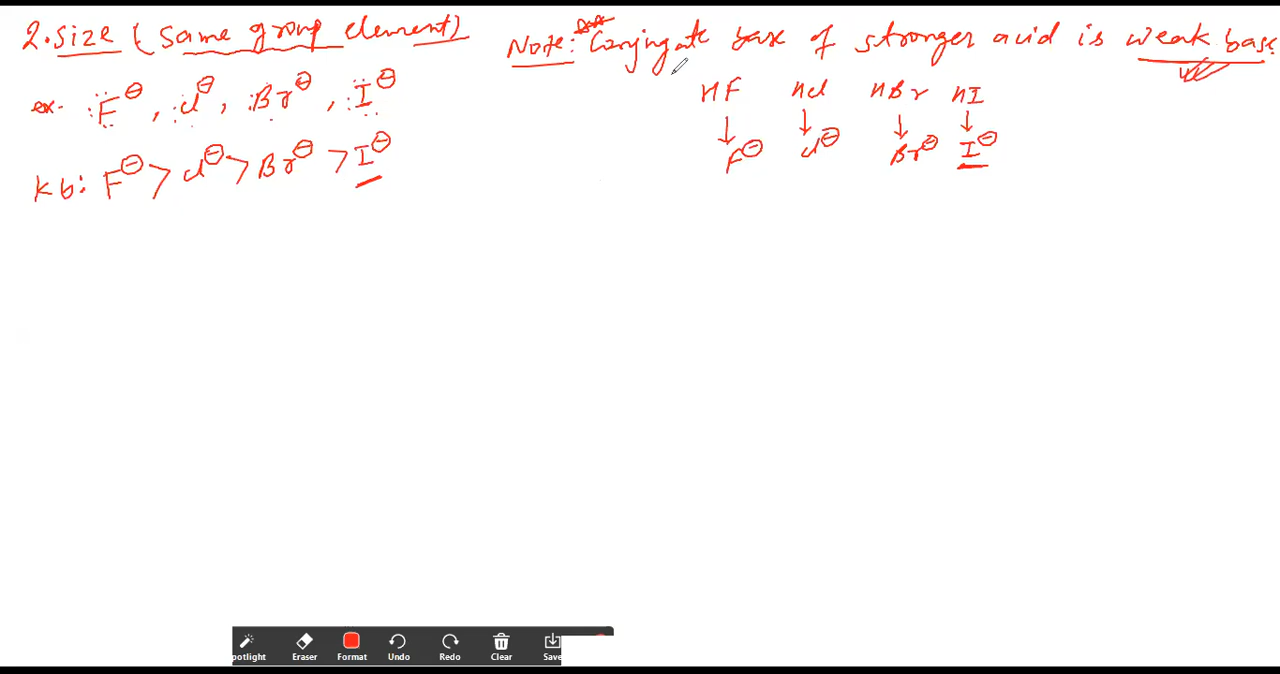 2. Size (Same group element)
ex- F⊖, Cl⊖, Br⊖, I⊖
Kb: F⊖ > Cl⊖ > Br⊖ > I⊖
Note: Conjugate base of stronger acid is weak base
HF HCl HBr HI
↓ ↓ ↓ ↓
F⊖ Cl⊖ Br⊖ I⊖
potlight Eraser Format Undo Redo Clear Save